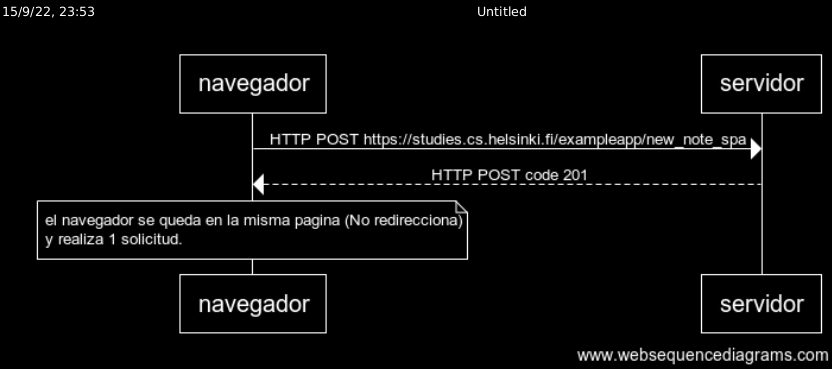 15/9/22, 23:53
Untitled
navegador
servidor
HTTP POST https://studies.cs.helsinki.fi/exampleapp/new_note_spa
HTTP POST code 201
el navegador se queda en la misma pagina (No redirecciona)
y realiza 1 solicitud.
navegador
servidor
www.websequencediagrams.com